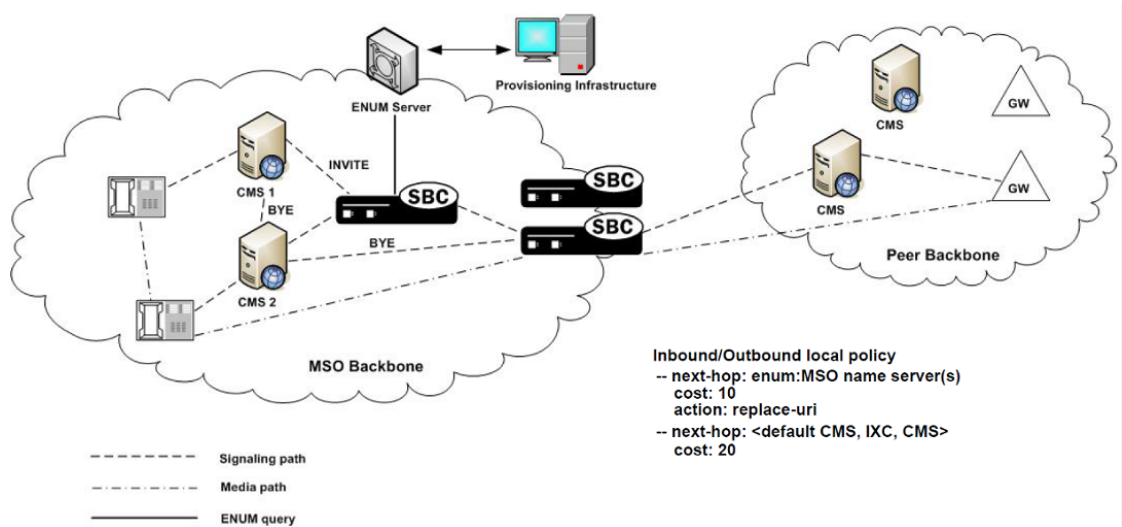 ENUM Server
Provisioning Infrastructure
CMS 1
INVITE
SBC
BYE
CMS 2
BYE
SBC
SBC
MSO Backbone
CMS
GW
CMS
GW
Peer Backbone
Inbound/Outbound local policy
-- next-hop: enum:MSO name server(s)
cost: 10
action: replace-uri
-- next-hop: <default CMS, IXC, CMS>
cost: 20
Signaling path
Media path
ENUM query